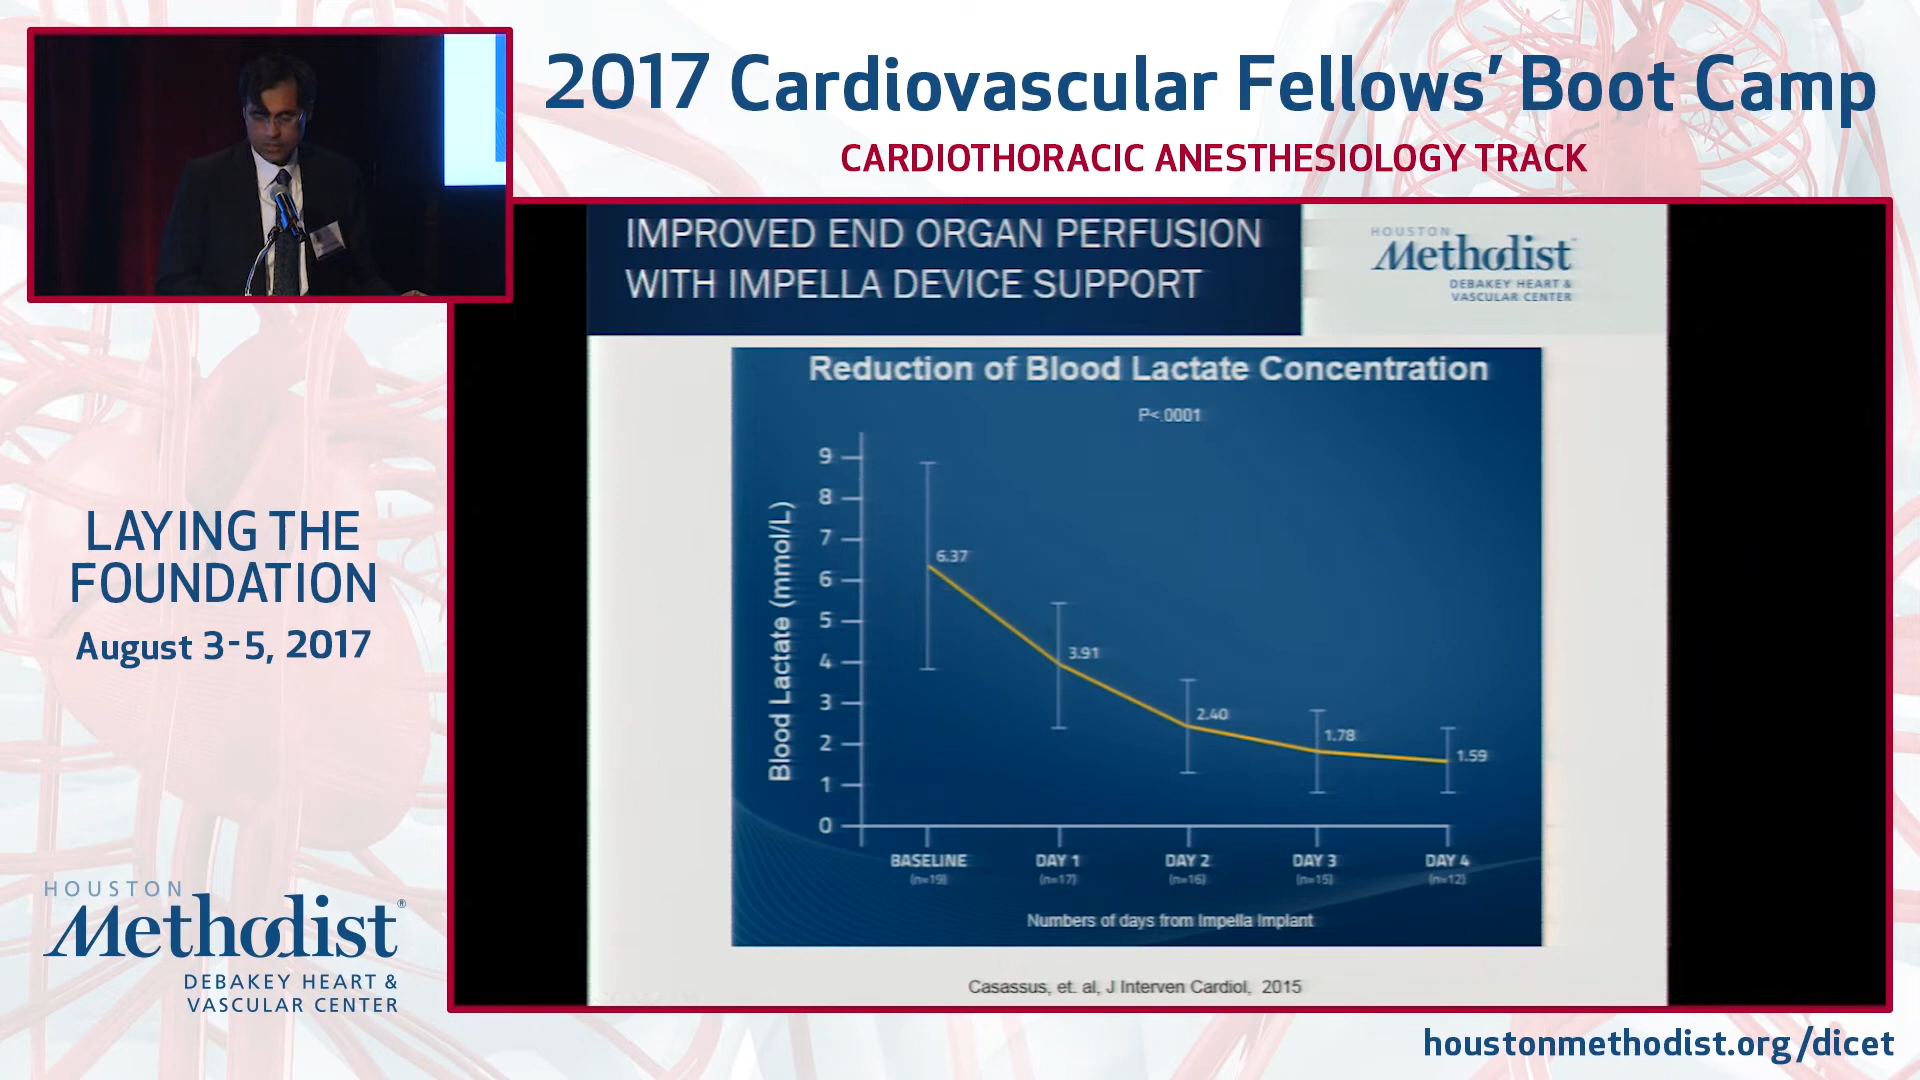 2017 Cardiovascular Fellows’ Boot Camp
CARDIOTHORACIC ANESTHESIOLOGY TRACK
IMPROVED END ORGAN PERFUSION
WITH IMPELLA DEVICE SUPPORT
HOUSTON
Methodist
DEBAKEY HEART &
VASCULAR CENTER
Reduction of Blood Lactate Concentration
P<.0001
Blood Lactate (mmol/L)
9
8
7
6
5
4
3
2
1
0
6.37
3.91
2.40
1.78
1.59
BASELINE DAY 1 DAY 2 DAY 3 DAY 4
(n=19) (n=17) (n=16) (n=15) (n=12)
Numbers of days from Impella Implant
Casassus, et. al, J Interven Cardiol, 2015
LAYING THE
FOUNDATION
August 3-5, 2017
HOUSTON
Methodist®
DEBAKEY HEART &
VASCULAR CENTER
houstonmethodist.org/dicet